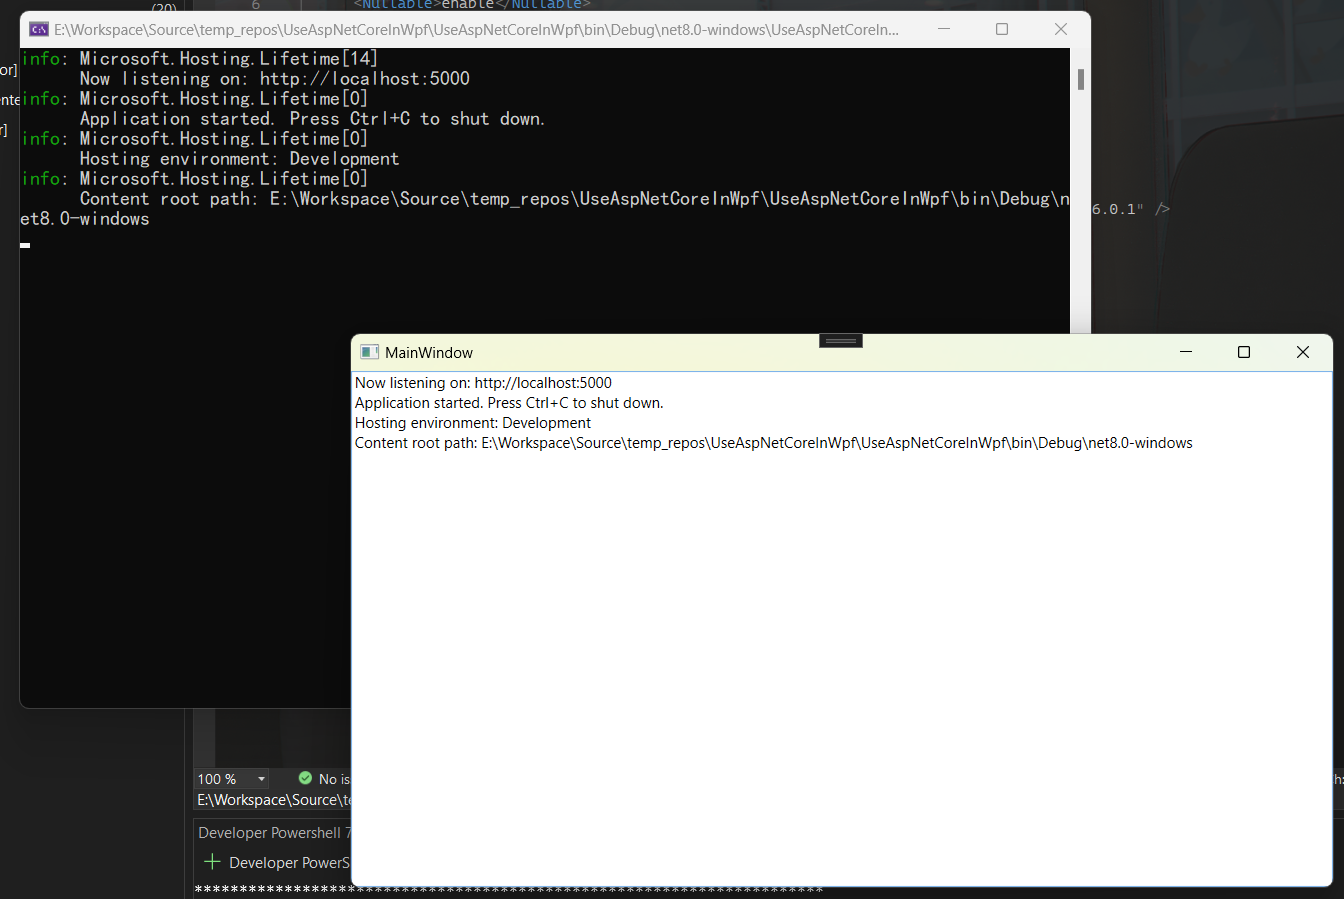 (20)
6
<Nullable>enable</Nullable>
E:\Workspace\Source\temp_repos\UseAspNetCoreInWpf\UseAspNetCoreInWpf\bin\Debug\net8.0-windows\UseAspNetCoreIn...
or]
ente
r]
info: Microsoft.Hosting.Lifetime[14]
Now listening on: http://localhost:5000
info: Microsoft.Hosting.Lifetime[0]
Application started. Press Ctrl+C to shut down.
info: Microsoft.Hosting.Lifetime[0]
Hosting environment: Development
info: Microsoft.Hosting.Lifetime[0]
Content root path: E:\Workspace\Source\temp_repos\UseAspNetCoreInWpf\UseAspNetCoreInWpf\bin\Debug\n
et8.0-windows
6.0.1" />
MainWindow
Now listening on: http://localhost:5000
Application started. Press Ctrl+C to shut down.
Hosting environment: Development
Content root path: E:\Workspace\Source\temp_repos\UseAspNetCoreInWpf\UseAspNetCoreInWpf\bin\Debug\net8.0-windows
100 %
No is
E:\Workspace\Source\te
Developer Powershell 7
Developer PowerS
**********************************************************************